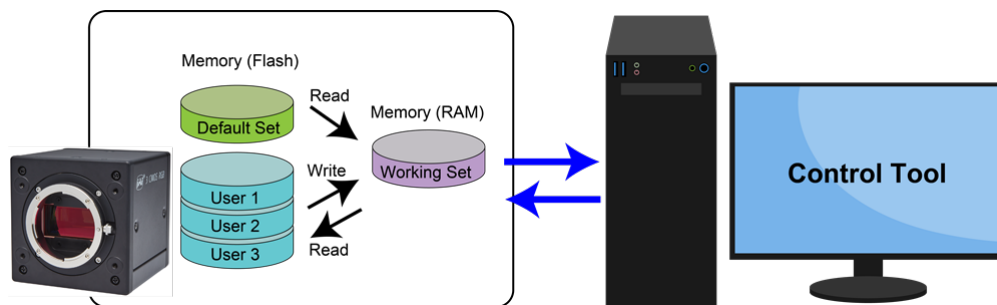 Memory (Flash)
Default Set
Read
Memory (RAM)
Working Set
Write
User 1
User 2
User 3
Read
Control Tool